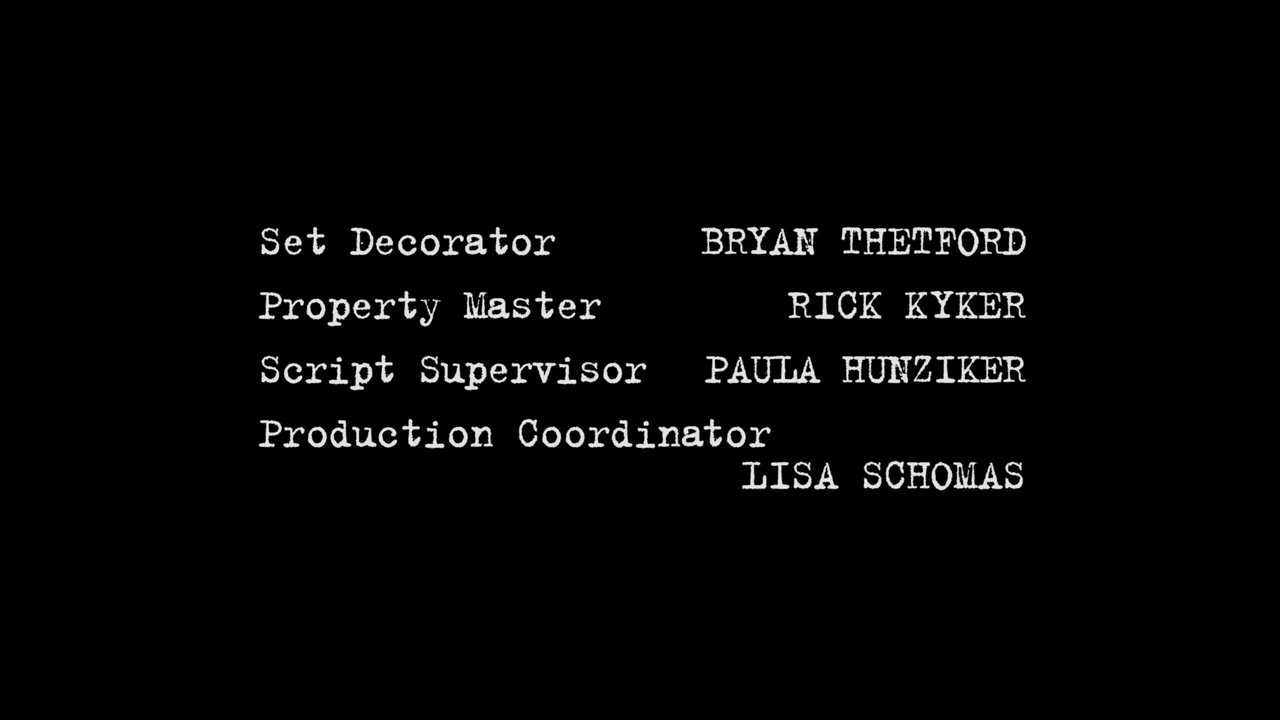 Set Decorator BRYAN THETFORD
Property Master RICK KYKER
Script Supervisor PAULA HUNZIKER
Production Coordinator
LISA SCHOMAS